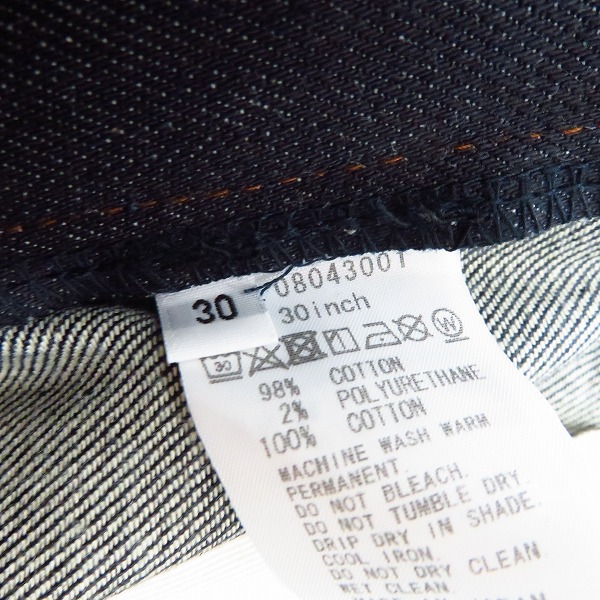 30
08043001
30inch
30
98% COTTON
2% POLYURETHANE
100% COTTON
MACHINE WASH WARM
PERMANENT.
DO NOT BLEACH.
DO NOT TUMBLE DRY.
DRIP DRY IN SHADE.
COOL IRON.
DO NOT DRY CLEAN.
WET CLEAN.